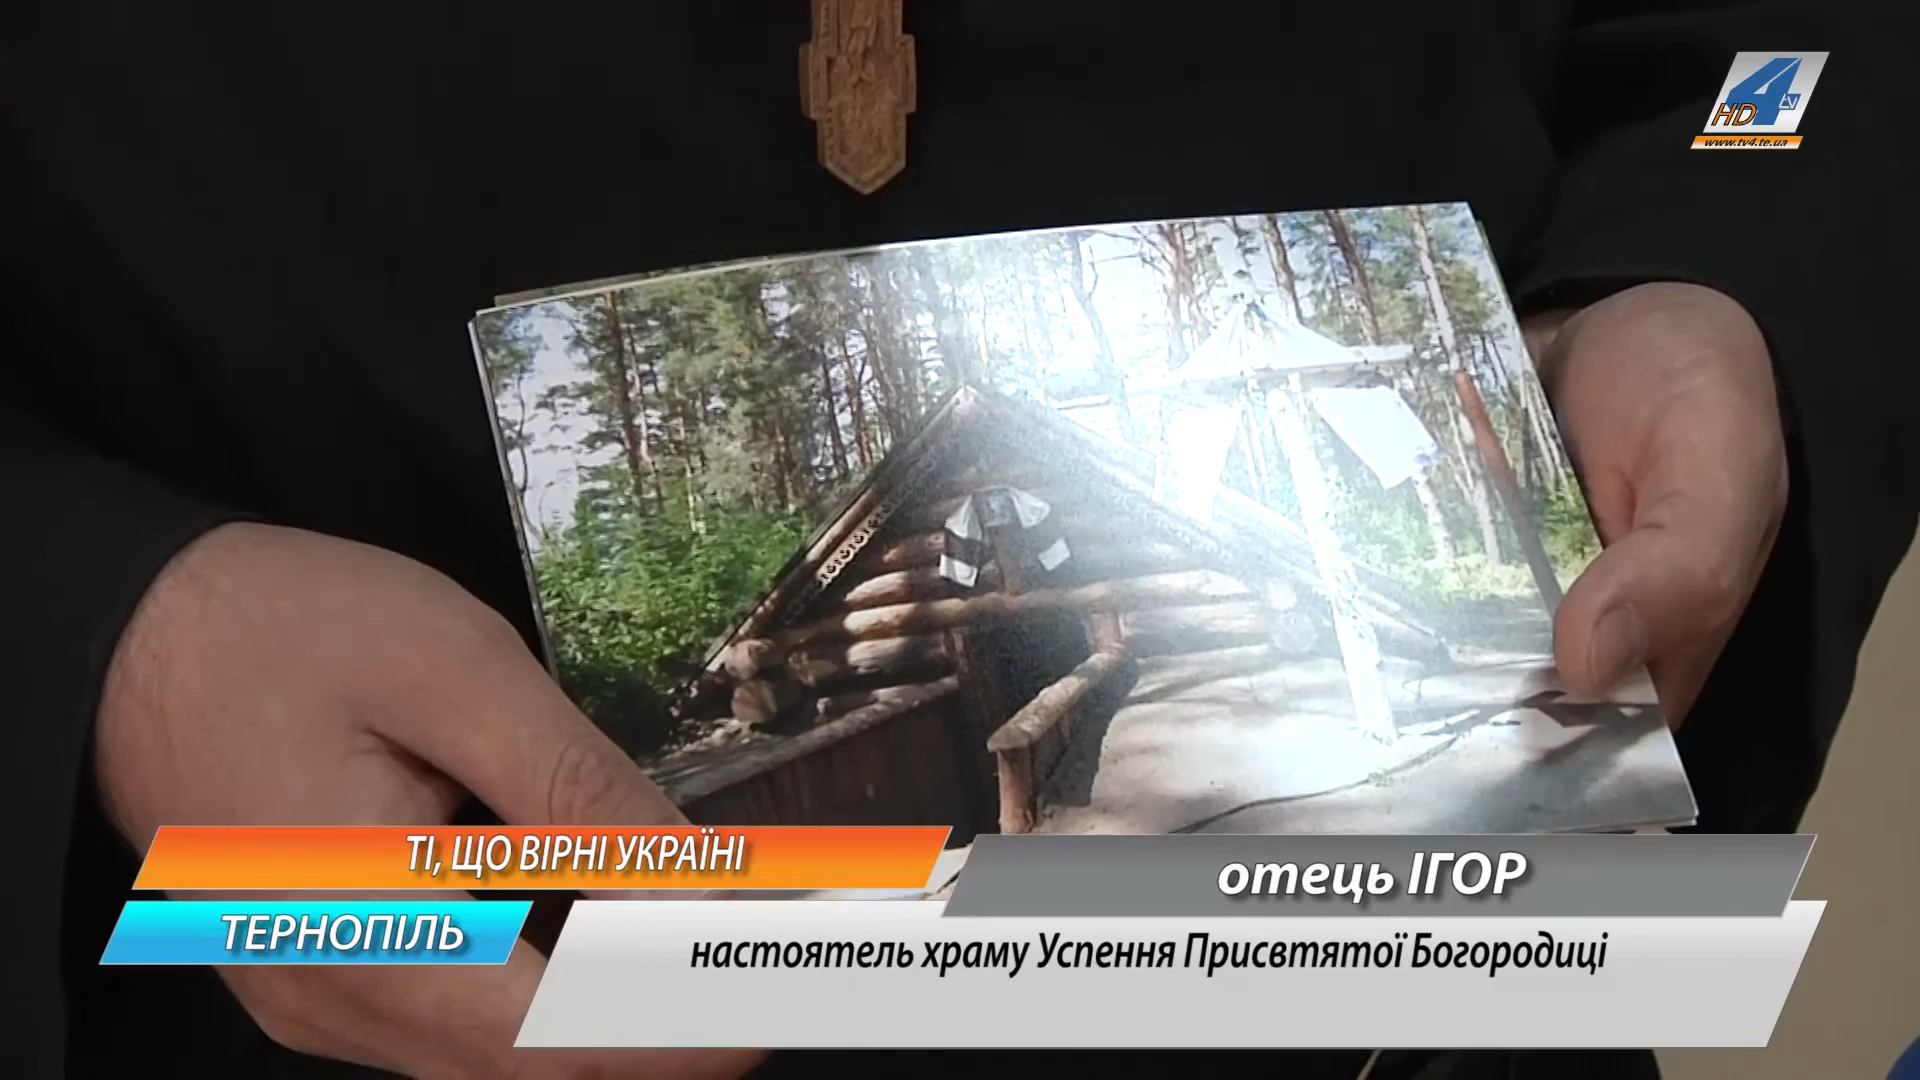 4
tv
HD
www.tv4.te.ua
ТІ, ЩО ВІРНІ УКРАЇНІ
отець ІГОР
ТЕРНОПІЛЬ
настоятель храму Успення Присвтятої Богородиці